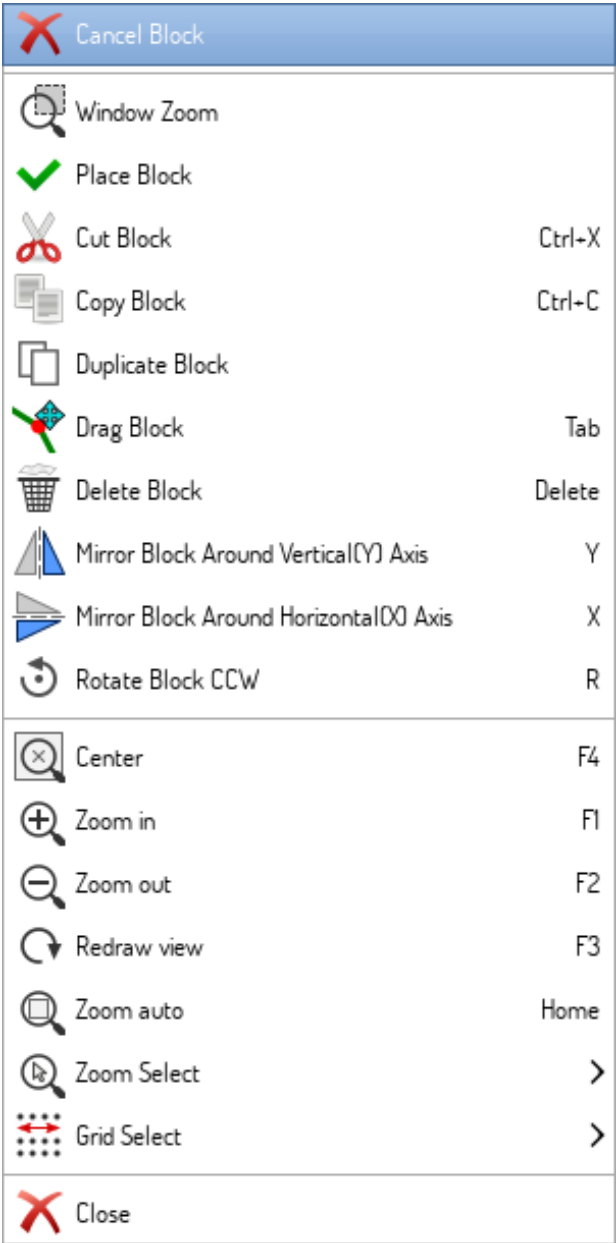 Cancel Block
Window Zoom
Place Block
Cut Block Ctrl+X
Copy Block Ctrl+C
Duplicate Block
Drag Block Tab
Delete Block Delete
Mirror Block Around Vertical(Y) Axis Y
Mirror Block Around Horizontal(X) Axis X
Rotate Block CCW R
Center F4
Zoom in F1
Zoom out F2
Redraw view F3
Zoom auto Home
Zoom Select
Grid Select
Close